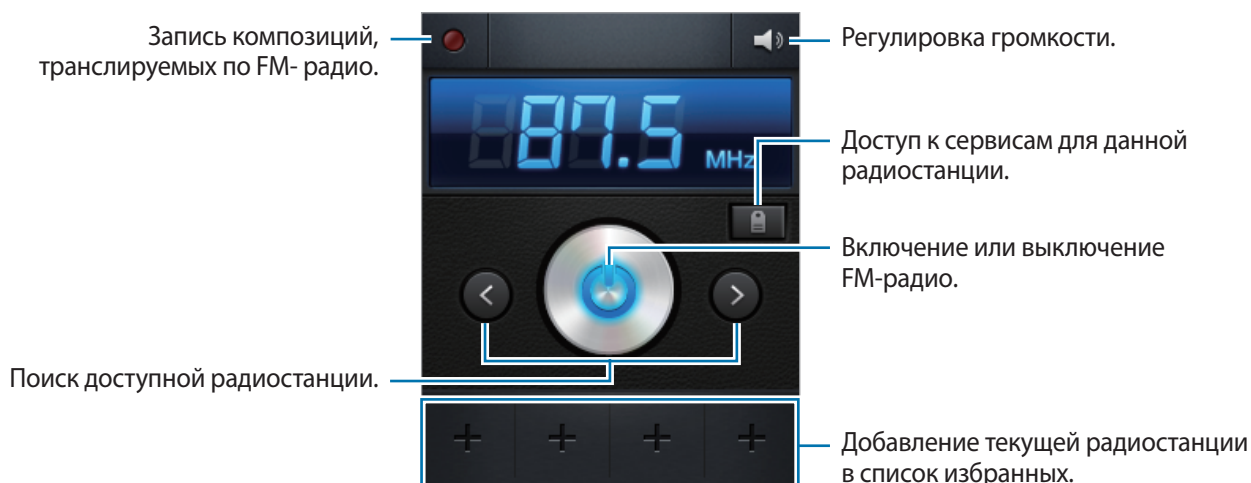 Запись композиций,
транслируемых по FM- радио.
Регулировка громкости.
87.5 MHz
Доступ к сервисам для данной
радиостанции.
Включение или выключение
FM-радио.
Поиск доступной радиостанции.
Добавление текущей радиостанции
в список избранных.